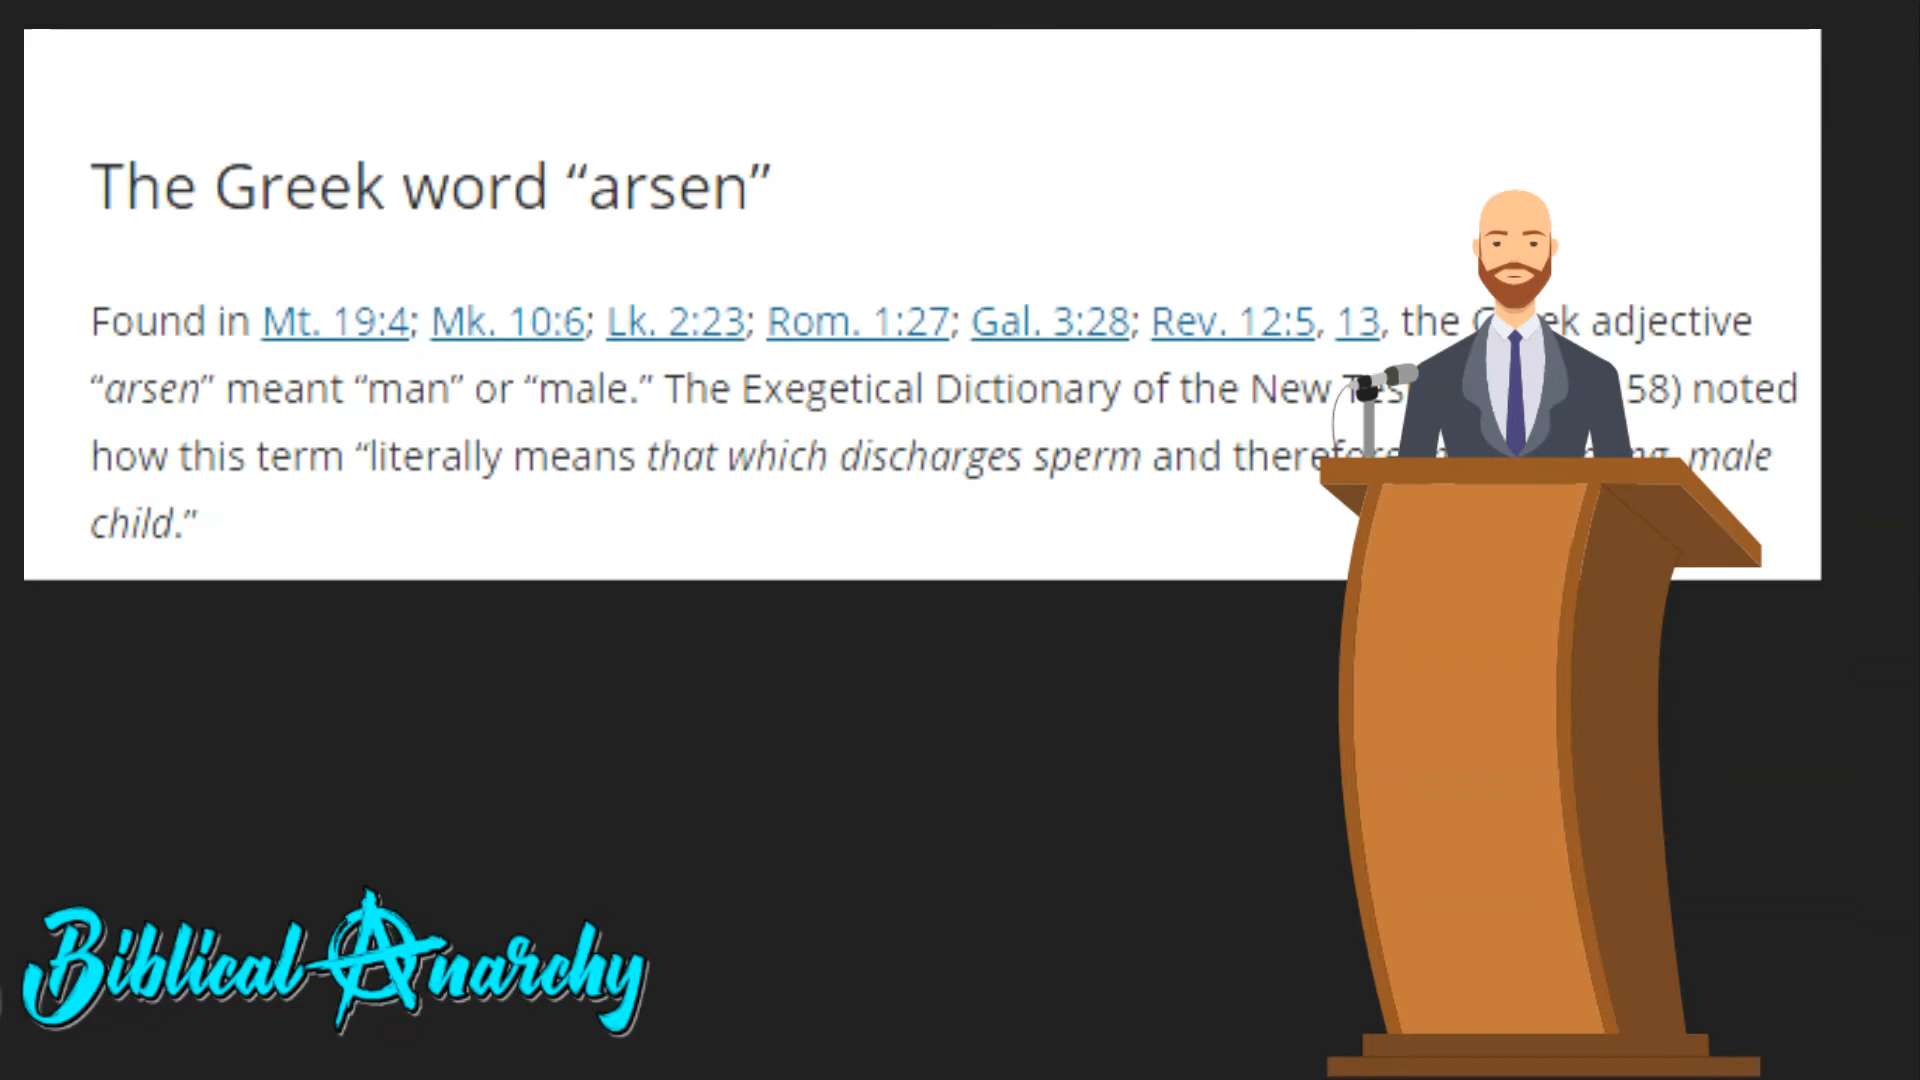 The Greek word “arsen”
Found in Mt. 19:4; Mk. 10:6; Lk. 2:23; Rom. 1:27; Gal. 3:28; Rev. 12:5, 13, the adjective
“arsen” meant “man” or “male.” The Exegetical Dictionary of the New 58) noted
how this term “literally means that which discharges sperm and male
child.”
Biblical Anarchy